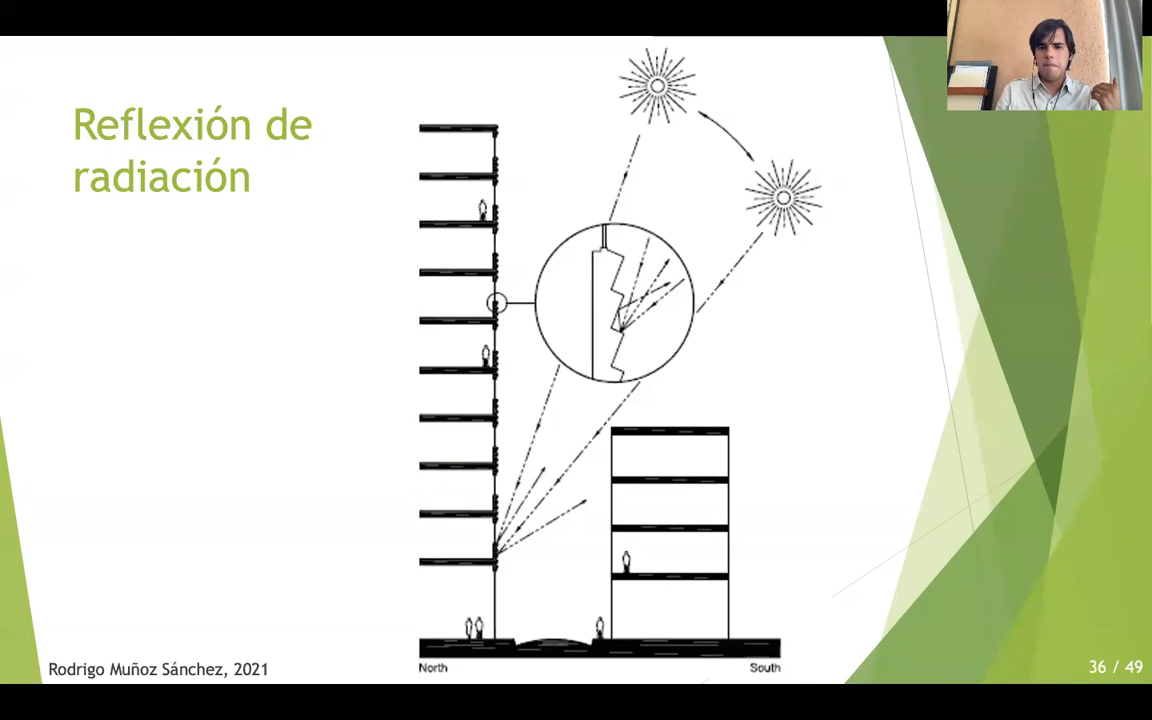 Reflexión de
radiación
North
South
Rodrigo Muñoz Sánchez, 2021
36 / 49